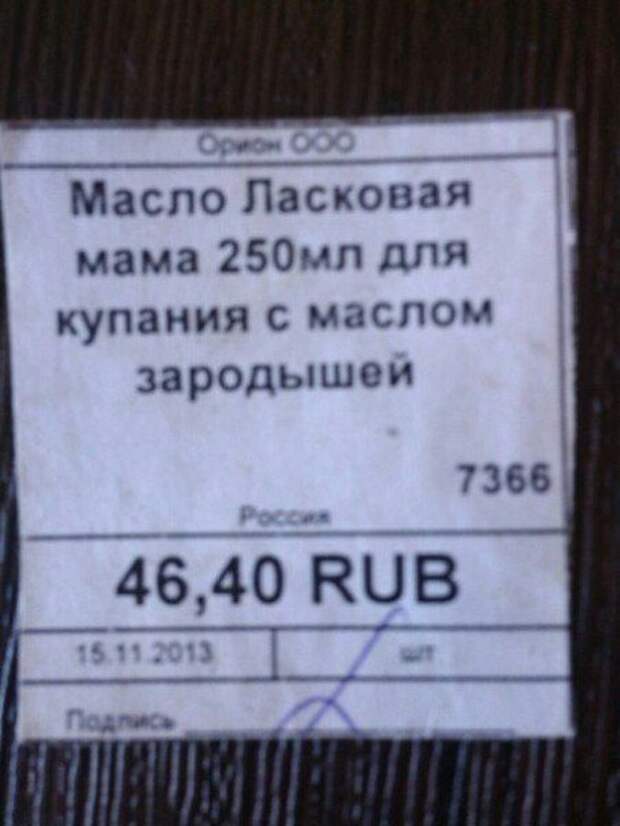 Орион ООО
Масло Ласковая
мама 250мл для
купания с маслом
зародышей
7366
Россия
46,40 RUB
15.11.2013 шт
Подпись